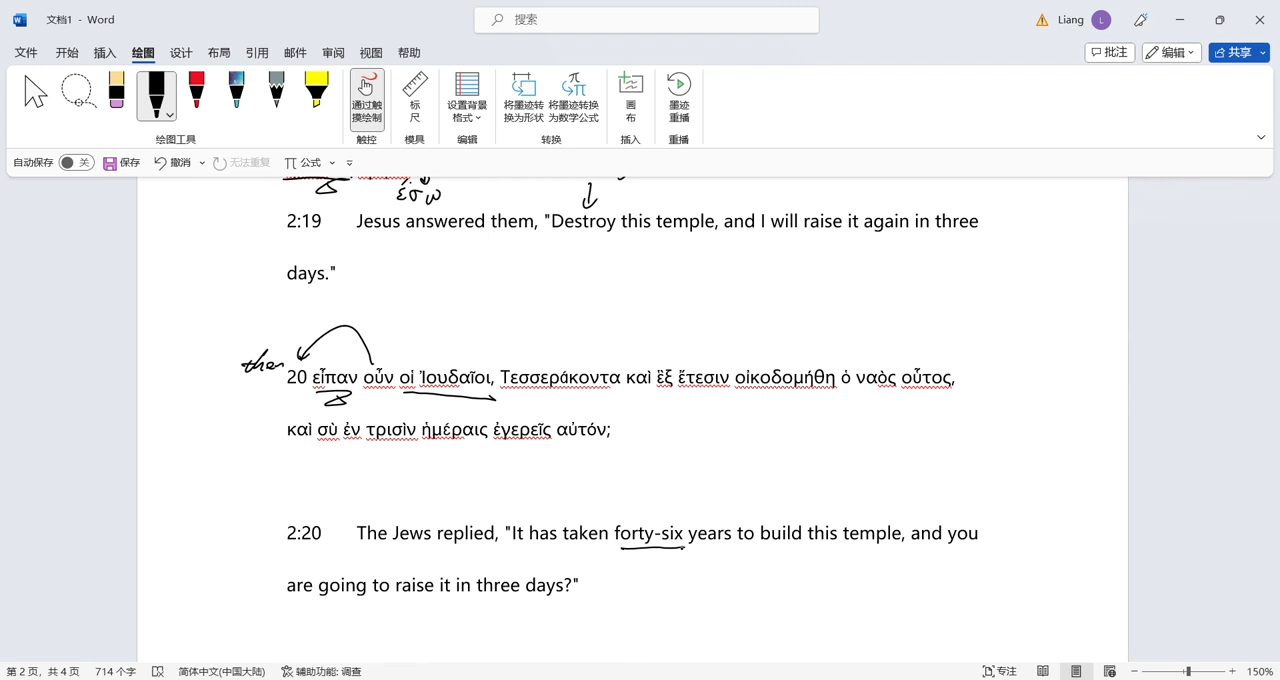 文档1 - Word
搜索
Liang L
文件 开始 插入 绘图 设计 布局 引用 邮件 审阅 视图 帮助
批注 编辑 共享
通过触摸绘制 标尺 设置背景格式 将墨迹转换为形状 将墨迹转换为数学公式 画布 墨迹重播
绘图工具 触控 模具 编辑 转换 插入 重播
自动保存 关 保存 撤消 无法重复 公式
ἐσω
2:19 Jesus answered them, "Destroy this temple, and I will raise it again in three
days."
then
20 εἶπαν οὖν οἱ Ἰουδαῖοι, Τεσσεράκοντα καὶ ἓξ ἔτεσιν οἰκοδομήθη ὁ ναὸς οὗτος,
καὶ σὺ ἐν τρισὶν ἡμέραις ἐγερεῖς αὐτόν;
2:20 The Jews replied, "It has taken forty-six years to build this temple, and you
are going to raise it in three days?"
第 2 页，共 4 页 714 个字 简体中文(中国大陆) 辅助功能: 调查 专注 150%